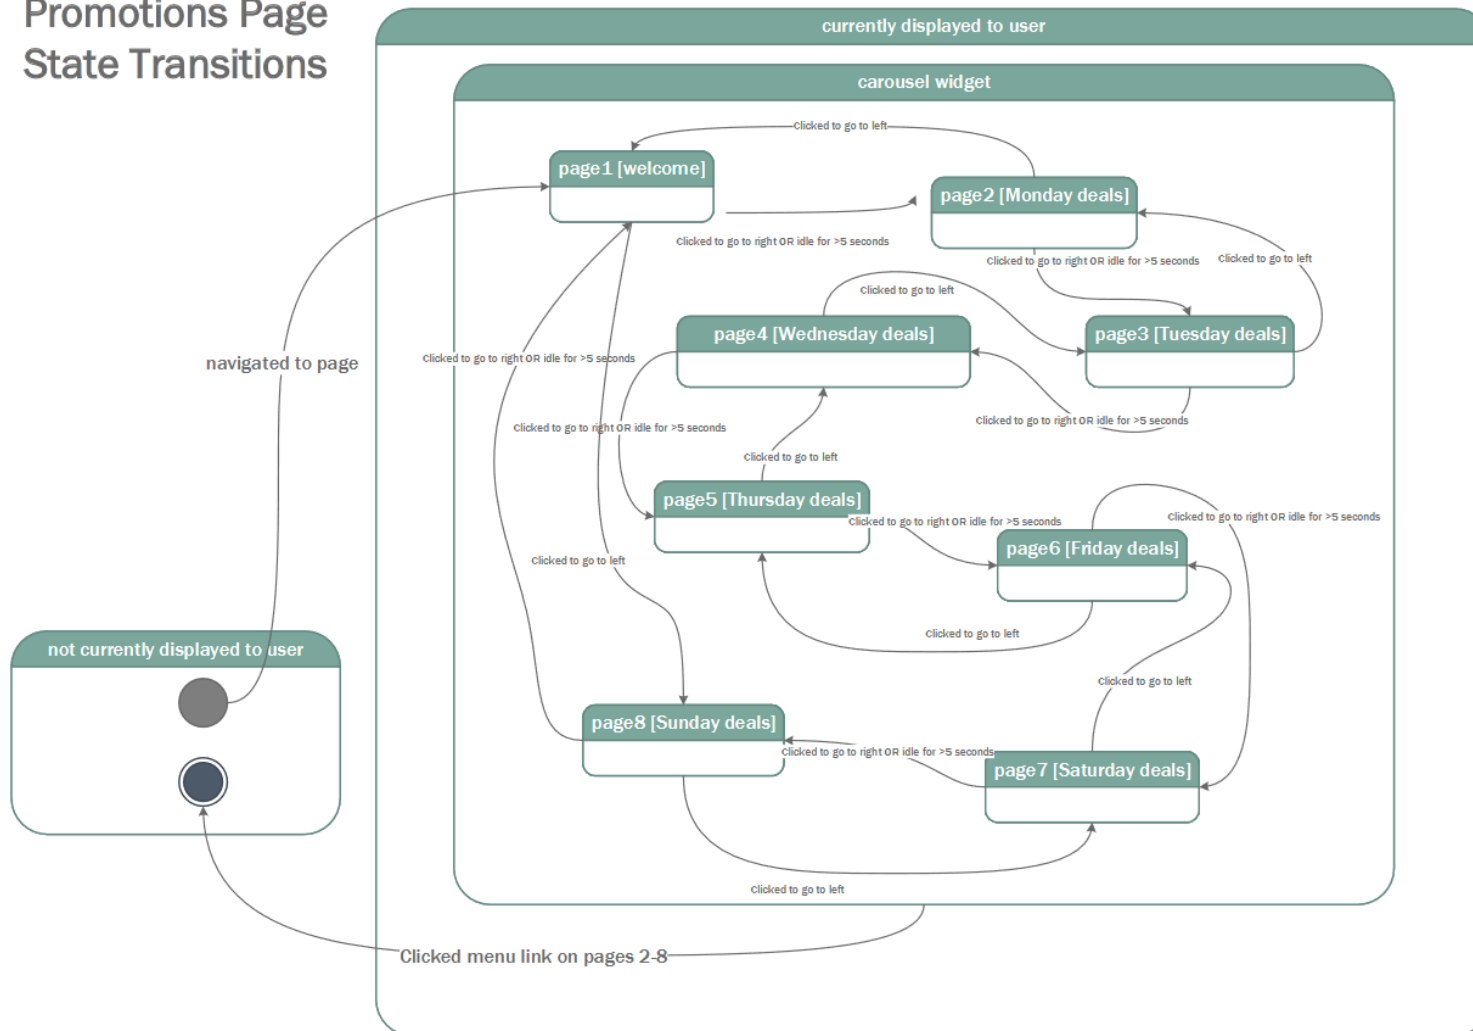 Promotions Page
State Transitions
currently displayed to user
carousel widget
Clicked to go to left
page1 [welcome]
page2 [Monday deals]
Clicked to go to right OR idle for >5 seconds
Clicked to go to right OR idle for >5 seconds
Clicked to go to left
Clicked to go to left
page4 [Wednesday deals]
page3 [Tuesday deals]
navigated to page
Clicked to go to right OR idle for >5 seconds
Clicked to go to right OR idle for >5 seconds
Clicked to go to right OR idle for >5 seconds
Clicked to go to left
page5 [Thursday deals]
Clicked to go to right OR idle for >5 seconds
Clicked to go to right OR idle for >5 seconds
page6 [Friday deals]
Clicked to go to left
Clicked to go to left
not currently displayed to user
Clicked to go to left
page8 [Sunday deals]
Clicked to go to right OR idle for >5 seconds
page7 [Saturday deals]
Clicked to go to left
Clicked menu link on pages 2-8